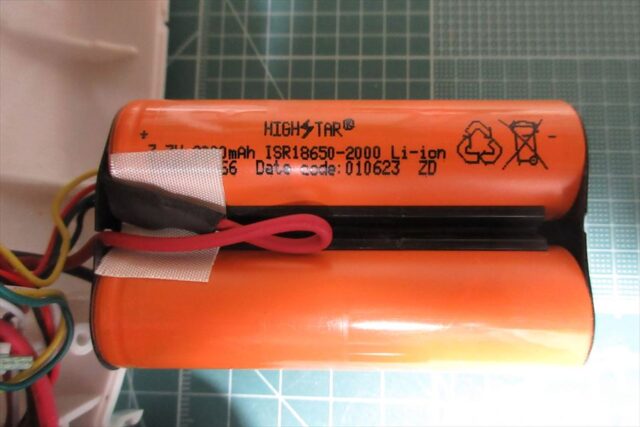 HIGHSTAR®
+ mAh ISR18650-2000 Li-ion -
Date code:010623 ZD